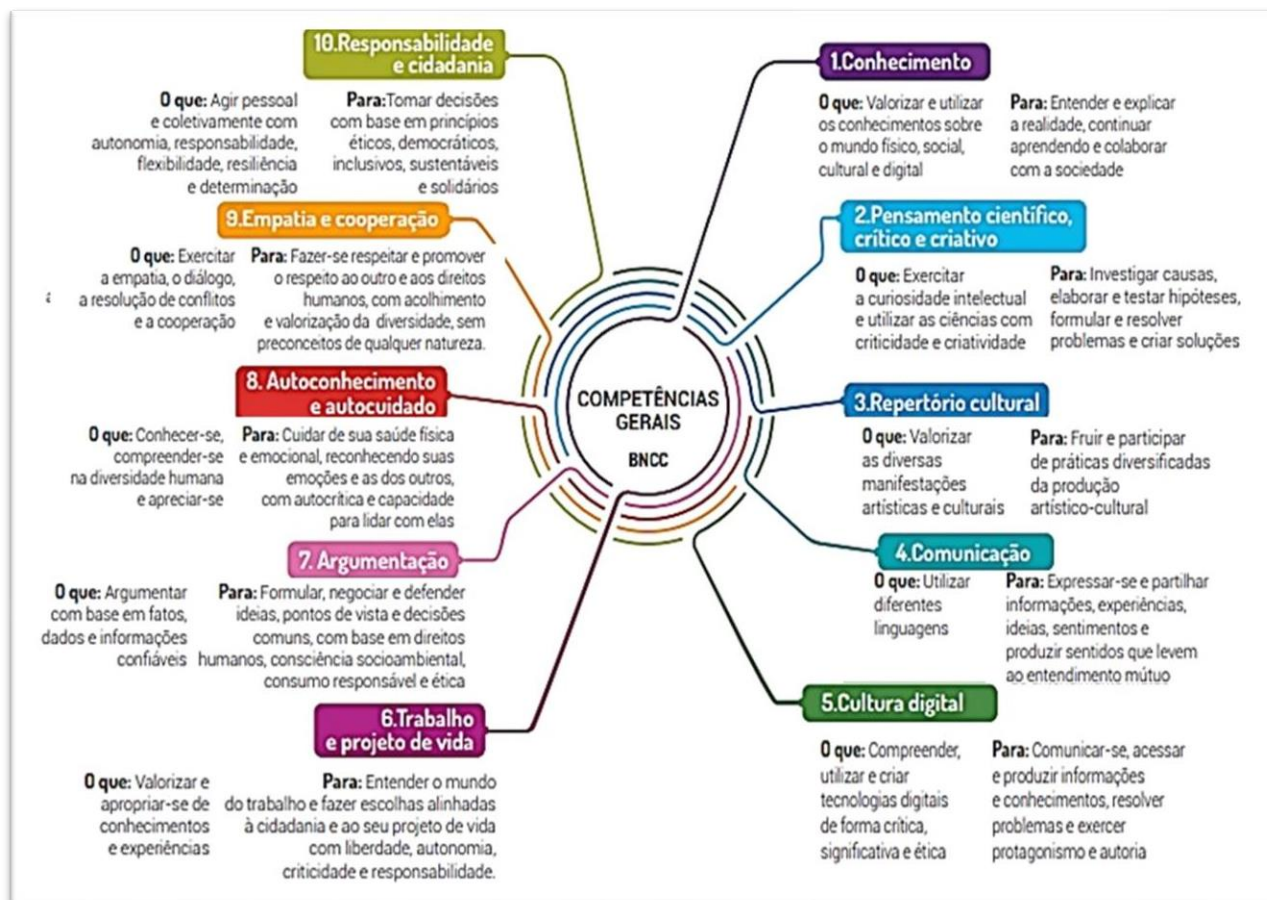 COMPETÊNCIAS
GERAIS
BNCC
1.Conhecimento
O que: Valorizar e utilizar
os conhecimentos sobre
o mundo físico, social,
cultural e digital
Para: Entender e explicar
a realidade, continuar
aprendendo e colaborar
com a sociedade
2.Pensamento científico,
crítico e criativo
O que: Exercitar
a curiosidade intelectual
e utilizar as ciências com
criticidade e criatividade
Para: Investigar causas,
elaborar e testar hipóteses,
formular e resolver
problemas e criar soluções
3.Repertório cultural
O que: Valorizar
as diversas
manifestações
artísticas e culturais
Para: Fruir e participar
de práticas diversificadas
da produção
artístico-cultural
4.Comunicação
O que: Utilizar
diferentes
linguagens
Para: Expressar-se e partilhar
informações, experiências,
ideias, sentimentos e
produzir sentidos que levem
ao entendimento mútuo
5.Cultura digital
O que: Compreender,
utilizar e criar
tecnologias digitais
de forma crítica,
significativa e ética
Para: Comunicar-se, acessar
e produzir informações
e conhecimentos, resolver
problemas e exercer
protagonismo e autoria
6.Trabalho
e projeto de vida
O que: Valorizar e
apropriar-se de
conhecimentos
e experiências
Para: Entender o mundo
do trabalho e fazer escolhas alinhadas
à cidadania e ao seu projeto de vida
com liberdade, autonomia,
criticidade e responsabilidade.
7. Argumentação
O que: Argumentar
com base em fatos,
dados e informações
confiáveis
Para: Formular, negociar e defender
ideias, pontos de vista e decisões
comuns, com base em direitos
humanos, consciência socioambiental,
consumo responsável e ética
8. Autoconhecimento
e autocuidado
O que: Conhecer-se,
compreender-se
na diversidade humana
e apreciar-se
Para: Cuidar de sua saúde física
e emocional, reconhecendo suas
emoções e as dos outros,
com autocrítica e capacidade
para lidar com elas
9.Empatia e cooperação
O que: Exercitar
a empatia, o diálogo,
a resolução de conflitos
e a cooperação
Para: Fazer-se respeitar e promover
o respeito ao outro e aos direitos
humanos, com acolhimento
e valorização da diversidade, sem
preconceitos de qualquer natureza.
10.Responsabilidade
e cidadania
O que: Agir pessoal
e coletivamente com
autonomia, responsabilidade,
flexibilidade, resiliência
e determinação
Para:Tomar decisões
com base em princípios
éticos, democráticos,
inclusivos, sustentáveis
e solidários